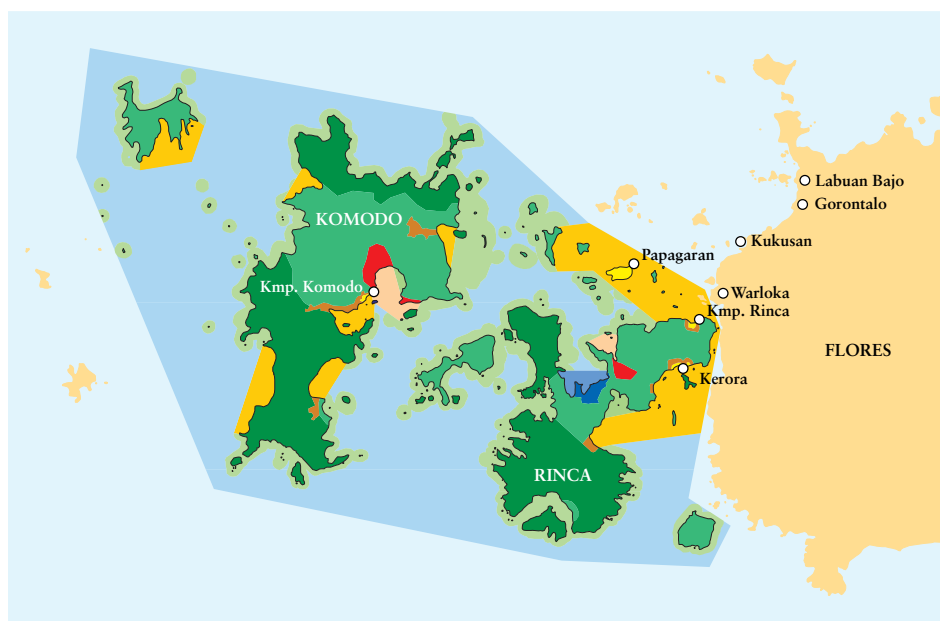 Labuan Bajo
Gorontalo
KOMODO
Kukusan
Papagaran
Kmp. Komodo
Warloka
Kmp. Rinca
FLORES
Kerora
RINCA